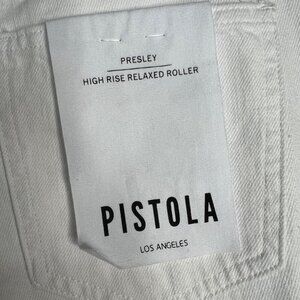 PRESLEY
HIGH RISE RELAXED ROLLER
PISTOLA
LOS ANGELES